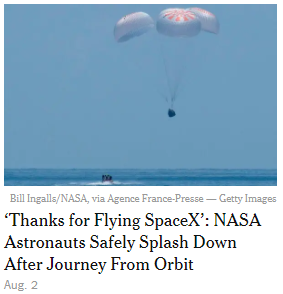 Bill Ingalls/NASA, via Agence France-Presse — Getty Images
‘Thanks for Flying SpaceX’: NASA
Astronauts Safely Splash Down
After Journey From Orbit
Aug. 2